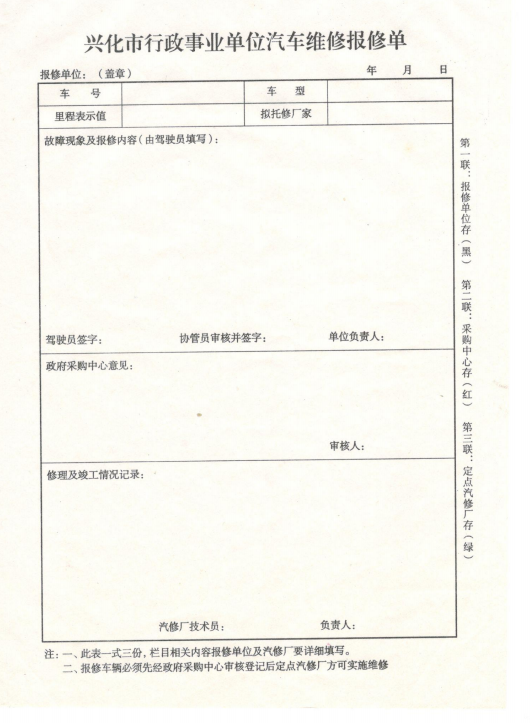 兴化市行政事业单位汽车维修报修单
报修单位：（盖章） 年 月 日
车 号 车 型
里程表示值 拟托修厂家
故障现象及报修内容（由驾驶员填写）：
驾驶员签字： 协管员审核并签字： 单位负责人：
政府采购中心意见：
审核人：
修理及竣工情况记录：
汽修厂技术员： 负责人：
注：一、此表一式三份，栏目相关内容报修单位及汽修厂要详细填写。
二、报修车辆必须先经政府采购中心审核登记后定点汽修厂方可实施维修
第一联：报修单位存（黑） 第二联：采购中心存（红） 第三联：定点汽修厂存（绿）